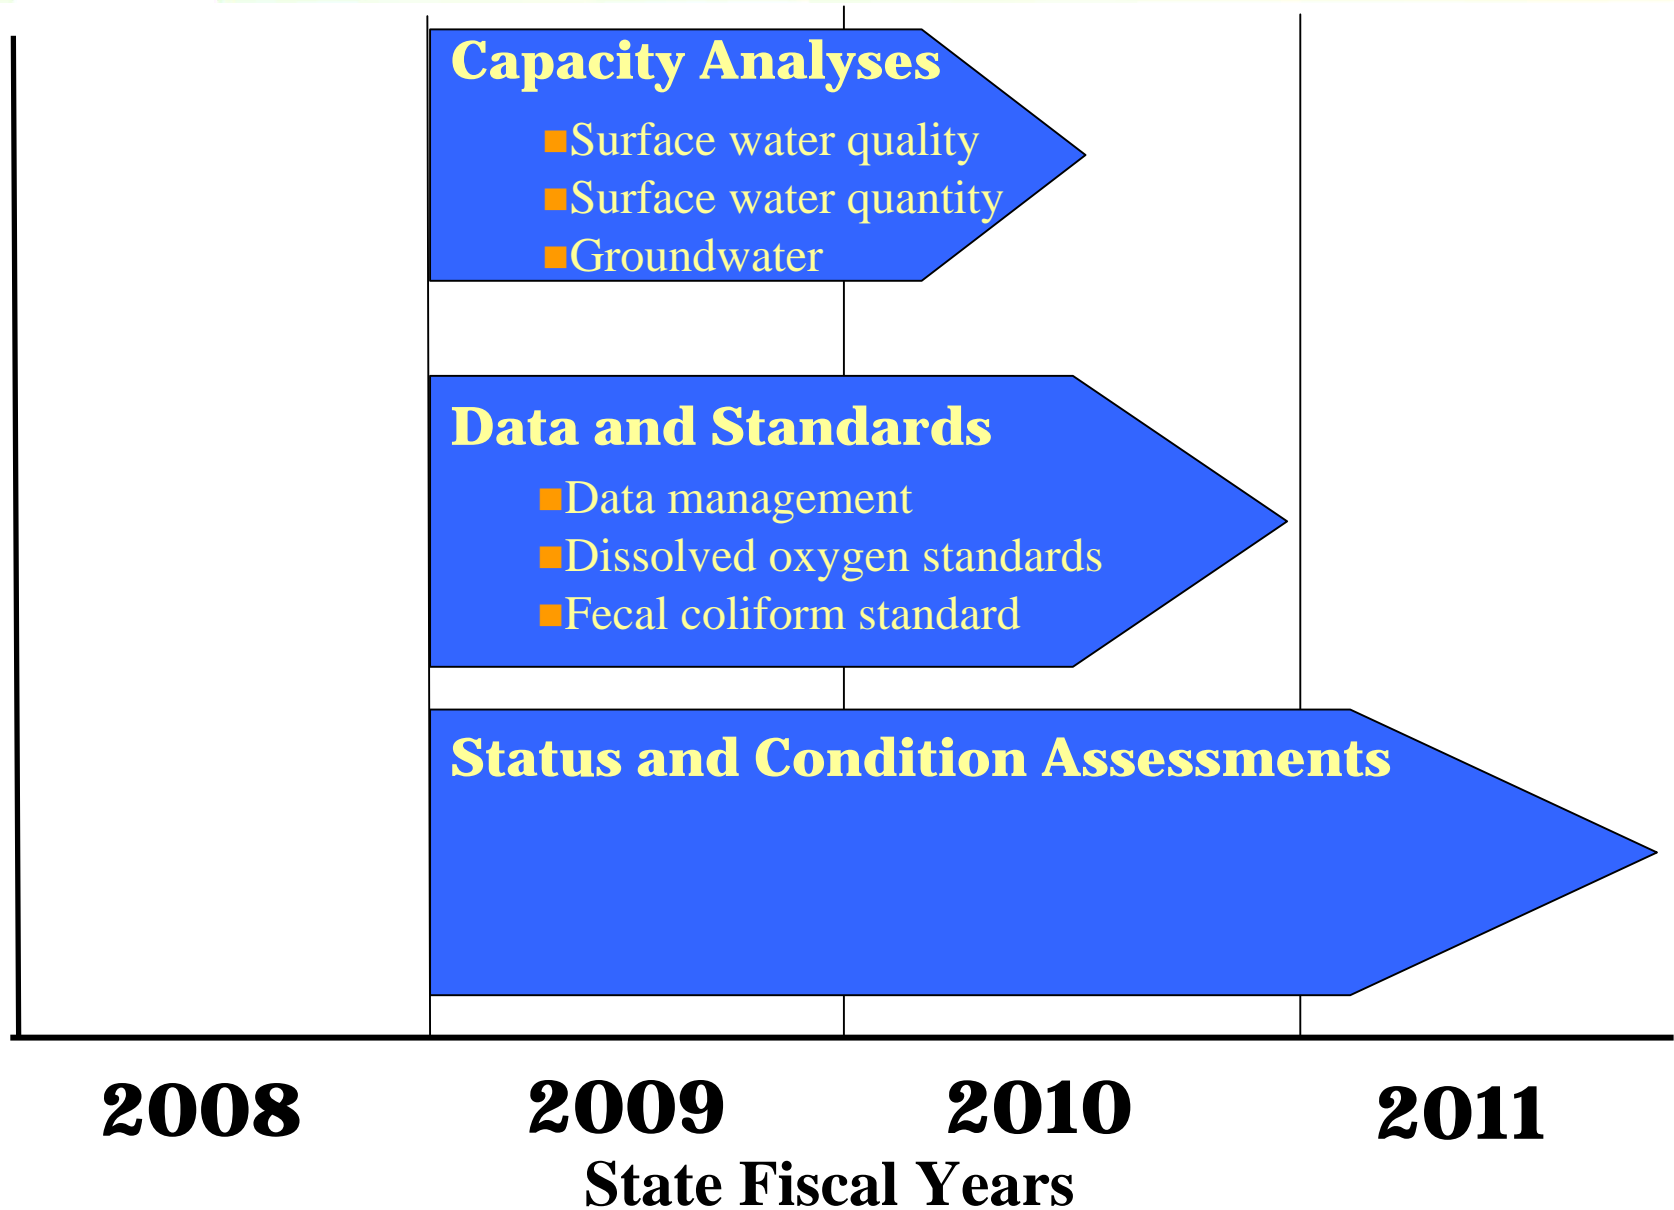 Capacity Analyses
Surface water quality
Surface water quantity
Groundwater
Data and Standards
Data management
Dissolved oxygen standards
Fecal coliform standard
Status and Condition Assessments
2008 2009 2010 2011
State Fiscal Years